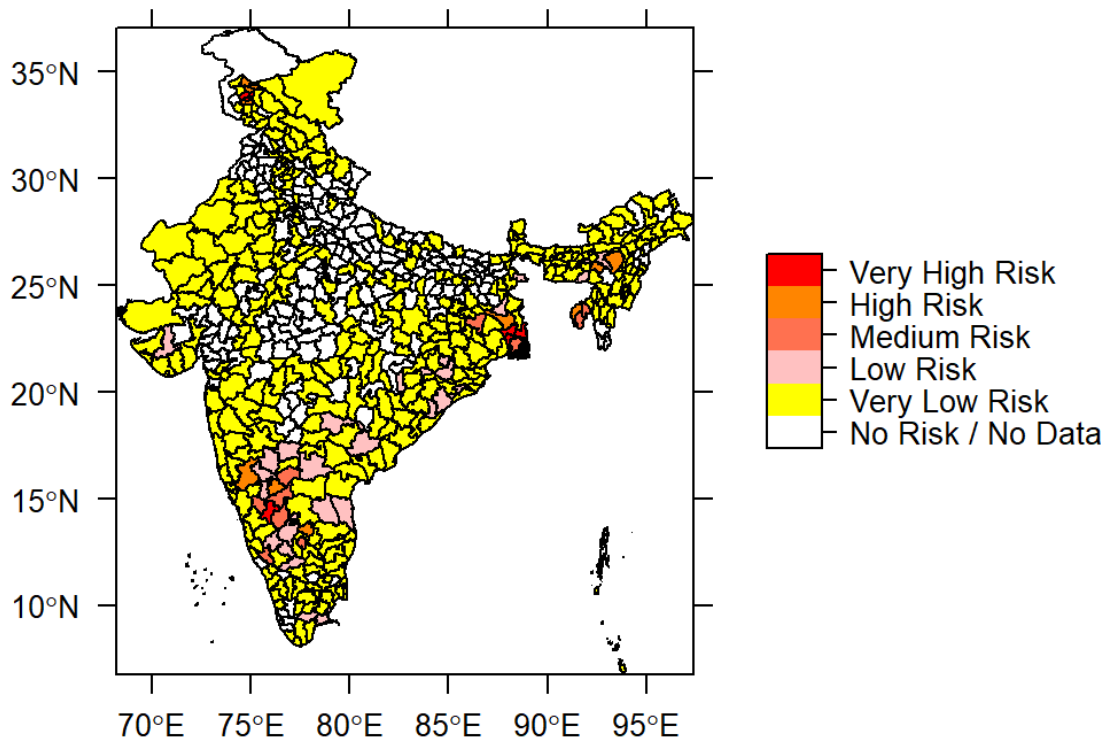 35°N
30°N
25°N
20°N
15°N
10°N
70°E 75°E 80°E 85°E 90°E 95°E
Very High Risk
High Risk
Medium Risk
Low Risk
Very Low Risk
No Risk / No Data